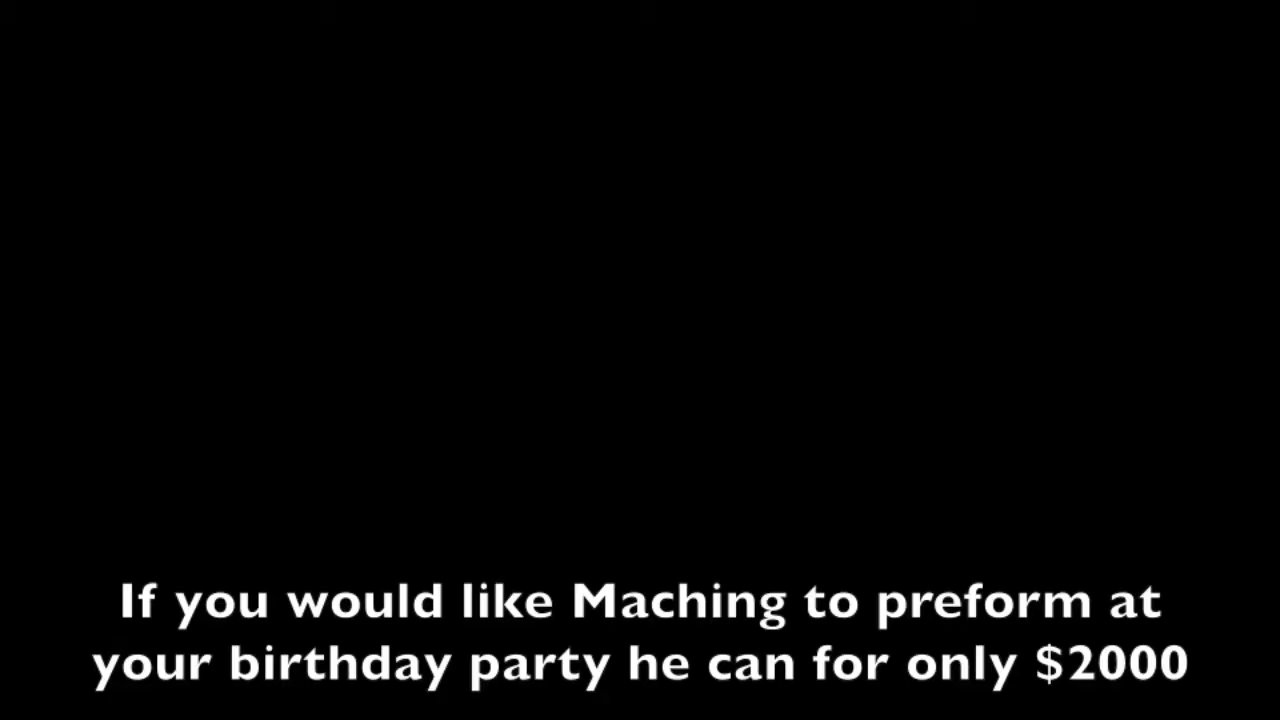 If you would like Maching to preform at
your birthday party he can for only $2000